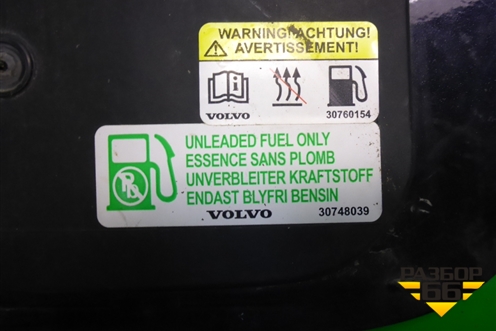 WARNING!ACHTUNG!
AVERTISSEMENT!
VOLVO 30760154
Pb
UNLEADED FUEL ONLY
ESSENCE SANS PLOMB
UNVERBLEITER KRAFTSTOFF
ENDAST BLYFRI BENSIN
VOLVO 30748039
РАЗБОР
66